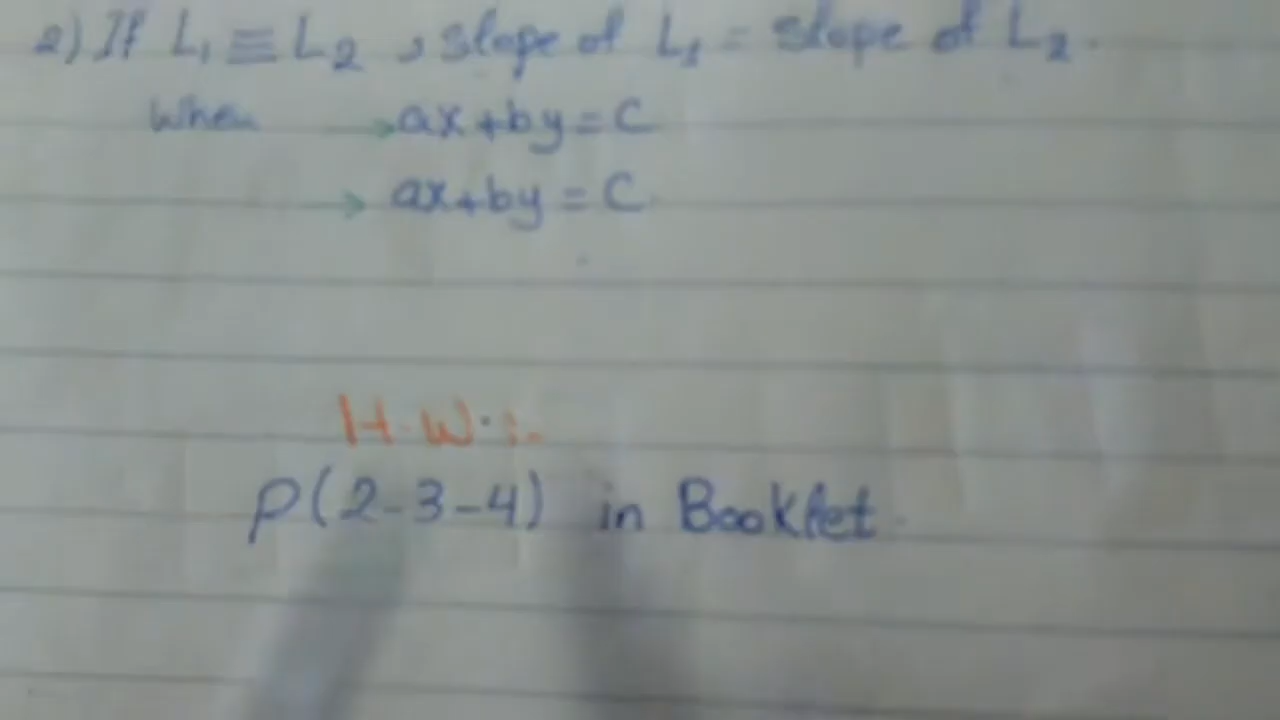 2) If L₁ ≡ L₂ , slope of L₁ = slope of L₂.
When → ax+by=C
→ ax+by=C
H.W.:-
P(2-3-4) in Booklet.